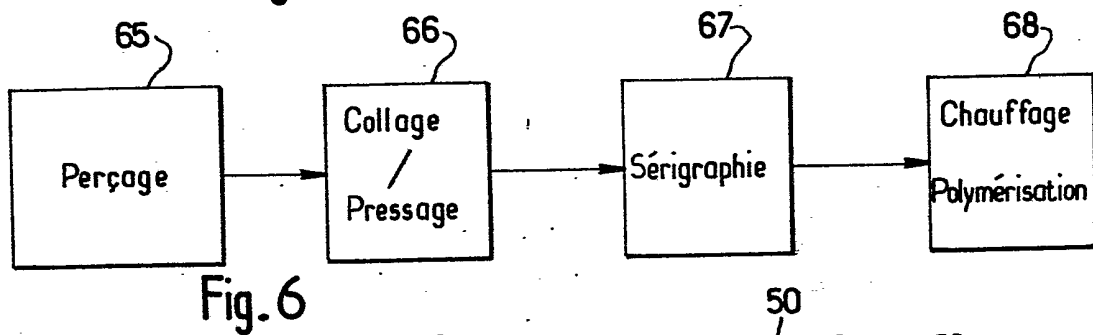 65
66
67
68
Perçage
Collage
/
Pressage
Sérigraphie
Chauffage
Polymérisation
Fig. 6
50